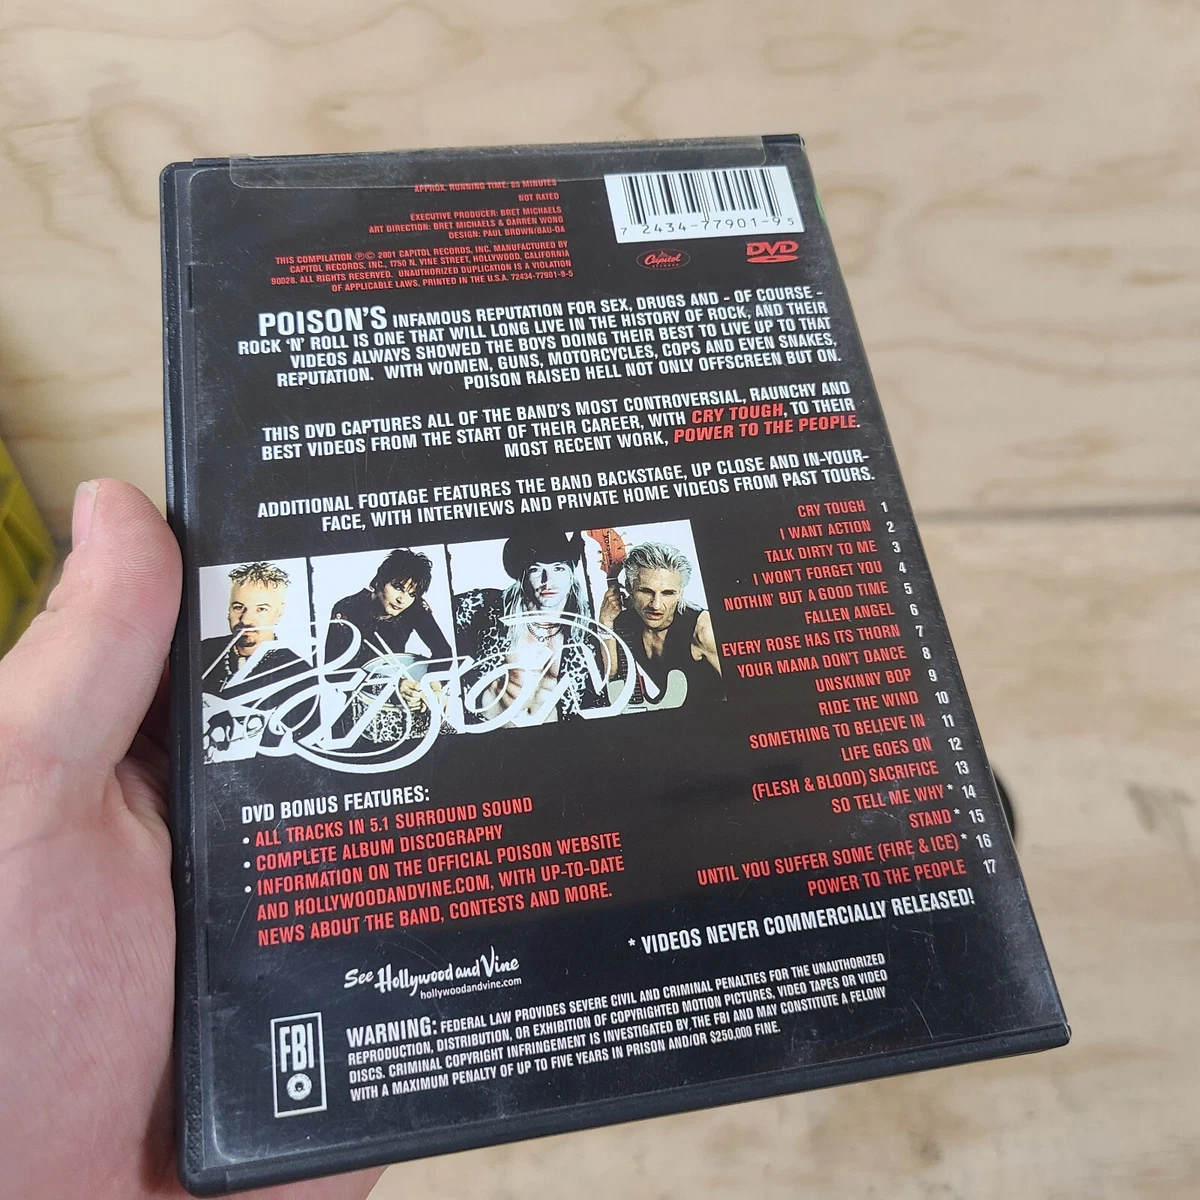 APPROX. RUNNING TIME: 83 MINUTES
NOT RATED
EXECUTIVE PRODUCER: BRET MICHAELS
ART DIRECTION: BRET MICHAELS & DARREN WONG
DESIGN: PAUL BROWN/BAU-DA
THIS COMPILATION ℗© 2001 CAPITOL RECORDS, INC. MANUFACTURED BY
CAPITOL RECORDS, INC., 1750 N. VINE STREET, HOLLYWOOD, CALIFORNIA
90028. ALL RIGHTS RESERVED. UNAUTHORIZED DUPLICATION IS A VIOLATION
OF APPLICABLE LAWS. PRINTED IN THE U.S.A. 72434-77901-9-5
7 2434-77901-9 5
Capitol
RECORDS
DVD
VIDEO
POISON'S INFAMOUS REPUTATION FOR SEX, DRUGS AND - OF COURSE -
ROCK 'N' ROLL IS ONE THAT WILL LONG LIVE IN THE HISTORY OF ROCK, AND THEIR
VIDEOS ALWAYS SHOWED THE BOYS DOING THEIR BEST TO LIVE UP TO THAT
REPUTATION. WITH WOMEN, GUNS, MOTORCYCLES, COPS AND EVEN SNAKES,
POISON RAISED HELL NOT ONLY OFFSCREEN BUT ON.
THIS DVD CAPTURES ALL OF THE BAND'S MOST CONTROVERSIAL, RAUNCHY AND
BEST VIDEOS FROM THE START OF THEIR CAREER, WITH CRY TOUGH, TO THEIR
MOST RECENT WORK, POWER TO THE PEOPLE.
ADDITIONAL FOOTAGE FEATURES THE BAND BACKSTAGE, UP CLOSE AND IN-YOUR-
FACE, WITH INTERVIEWS AND PRIVATE HOME VIDEOS FROM PAST TOURS.
CRY TOUGH 1
I WANT ACTION 2
TALK DIRTY TO ME 3
I WON'T FORGET YOU 4
NOTHIN' BUT A GOOD TIME 5
FALLEN ANGEL 6
EVERY ROSE HAS ITS THORN 7
YOUR MAMA DON'T DANCE 8
UNSKINNY BOP 9
RIDE THE WIND 10
SOMETHING TO BELIEVE IN 11
LIFE GOES ON 12
(FLESH & BLOOD) SACRIFICE 13
SO TELL ME WHY * 14
STAND * 15
UNTIL YOU SUFFER SOME (FIRE & ICE) * 16
POWER TO THE PEOPLE 17
* VIDEOS NEVER COMMERCIALLY RELEASED!
Poison
DVD BONUS FEATURES:
• ALL TRACKS IN 5.1 SURROUND SOUND
• COMPLETE ALBUM DISCOGRAPHY
• INFORMATION ON THE OFFICIAL POISON WEBSITE
AND HOLLYWOODANDVINE.COM, WITH UP-TO-DATE
NEWS ABOUT THE BAND, CONTESTS AND MORE.
See Hollywood and Vine
hollywoodandvine.com
FBI
WARNING: FEDERAL LAW PROVIDES SEVERE CIVIL AND CRIMINAL PENALTIES FOR THE UNAUTHORIZED
REPRODUCTION, DISTRIBUTION, OR EXHIBITION OF COPYRIGHTED MOTION PICTURES, VIDEO TAPES OR VIDEO
DISCS. CRIMINAL COPYRIGHT INFRINGEMENT IS INVESTIGATED BY THE FBI AND MAY CONSTITUTE A FELONY
WITH A MAXIMUM PENALTY OF UP TO FIVE YEARS IN PRISON AND/OR $250,000 FINE.